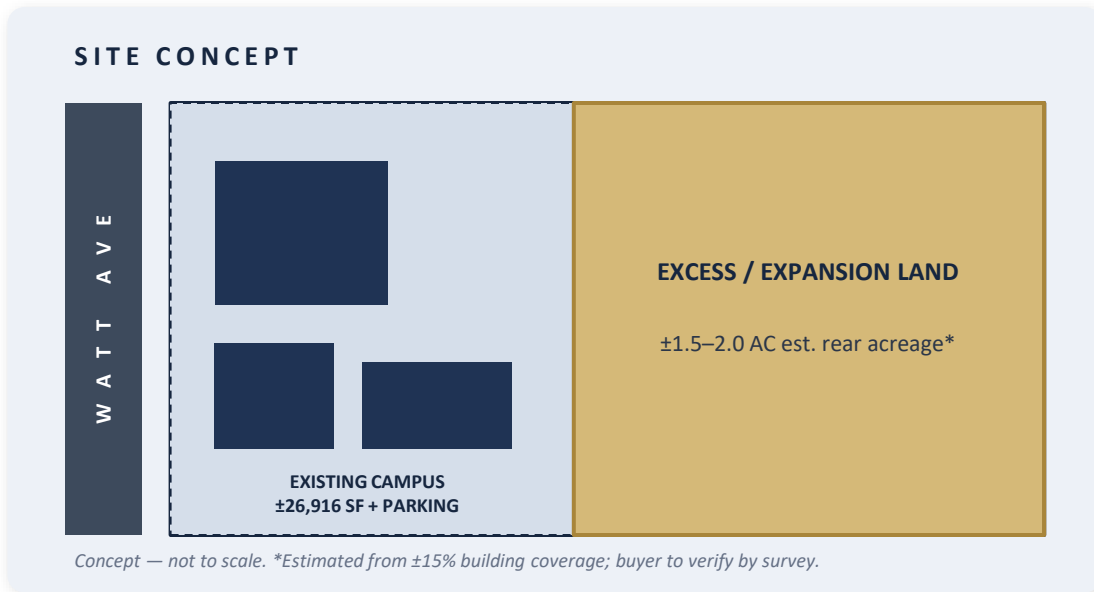 SITE CONCEPT
WATT AVE
EXCESS / EXPANSION LAND
±1.5–2.0 AC est. rear acreage*
EXISTING CAMPUS
±26,916 SF + PARKING
Concept — not to scale. *Estimated from ±15% building coverage; buyer to verify by survey.